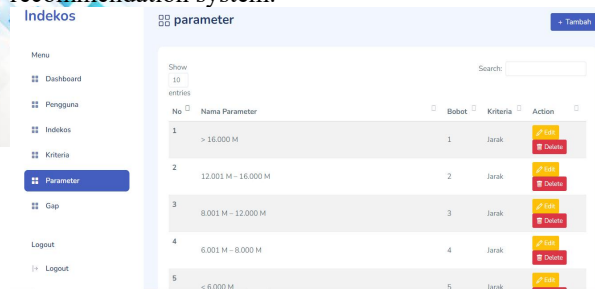 recommendation system.
Indekos
parameter
+ Tambah
Menu
Dashboard
Pengguna
Indekos
Kriteria
Parameter
Gap
Logout
Logout
Show
10
entries
Search:
No Nama Parameter Bobot Kriteria Action
1 > 16.000 M 1 Jarak Edit Delete
2 12.001 M – 16.000 M 2 Jarak Edit Delete
3 8.001 M – 12.000 M 3 Jarak Edit Delete
4 6.001 M – 8.000 M 4 Jarak Edit Delete
5 < 6.000 M 5 Jarak Edit Delete